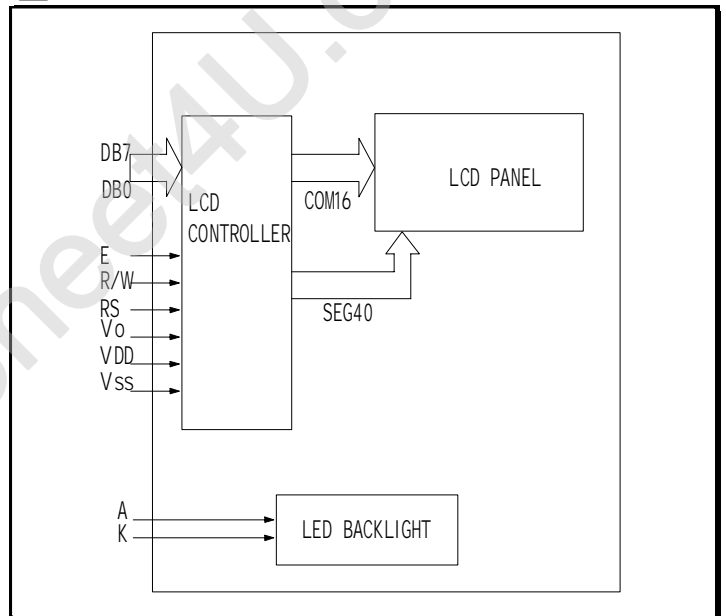 DB7
DB0
E
R/W
RS
Vo
VDD
Vss
LCD
CONTROLLER
COM16
SEG40
LCD PANEL
A
K
LED BACKLIGHT